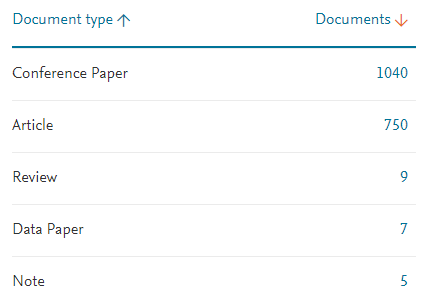 Document type ↑ Documents ↓
Conference Paper 1040
Article 750
Review 9
Data Paper 7
Note 5